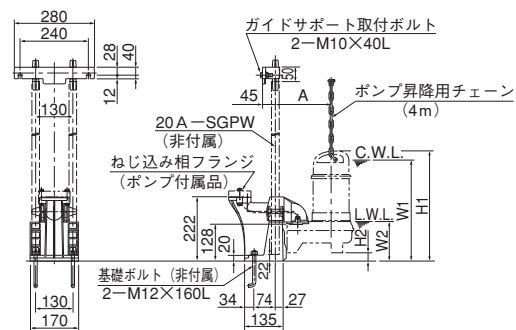 280
240
28
40
12
130
222
128
20
130
170
ガイドサポート取付ボルト
2－M10×40L
50
45
A
ポンプ昇降用チェーン
（4m）
20A－SGPW
（非付属）
ねじ込み相フランジ
（ポンプ付属品）
C.W.L.
L.W.L.
W1
H1
H2
W2
基礎ボルト（非付属）
2－M12×160L
22
34
74
27
135